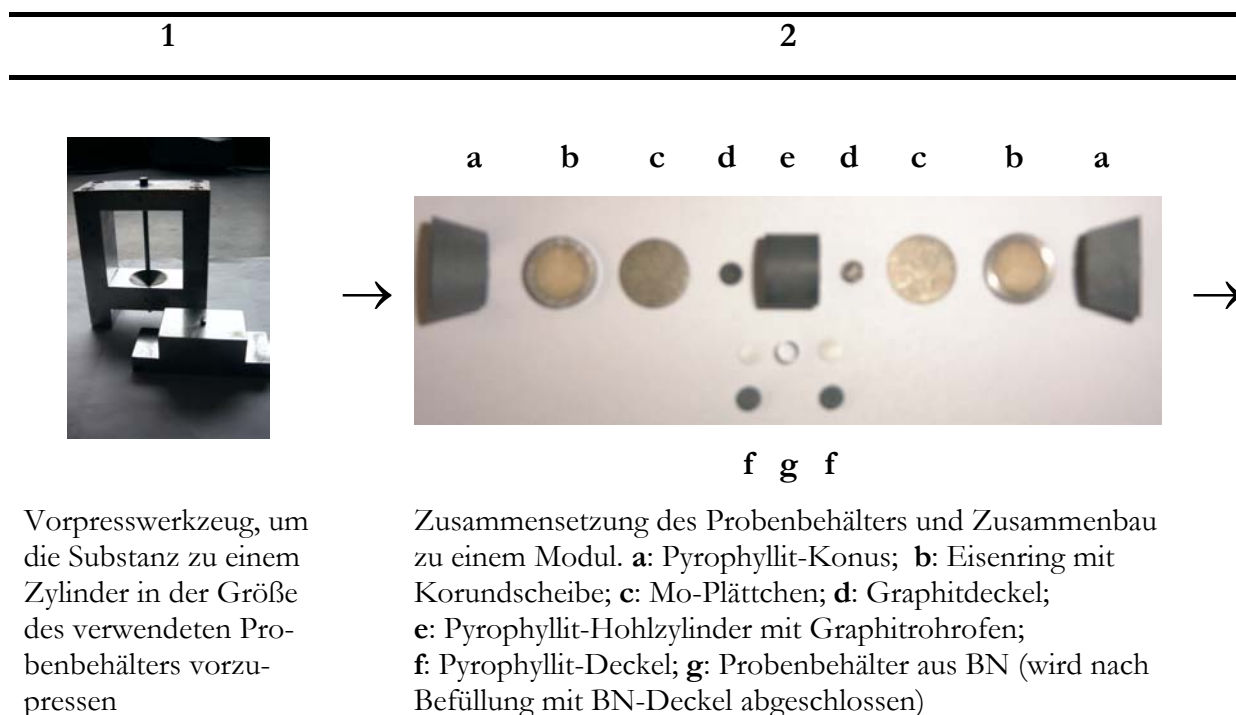 1 2
→ a b c d e d c b a →
f g f
Vorpresswerkzeug, um
die Substanz zu einem
Zylinder in der Größe
des verwendeten Pro-
benbehälters vorzu-
pressen
Zusammensetzung des Probenbehälters und Zusammenbau
zu einem Modul. a: Pyrophyllit-Konus; b: Eisenring mit
Korundscheibe; c: Mo-Plättchen; d: Graphitdeckel;
e: Pyrophyllit-Hohlzylinder mit Graphitrohrofen;
f: Pyrophyllit-Deckel; g: Probenbehälter aus BN (wird nach
Befüllung mit BN-Deckel abgeschlossen)